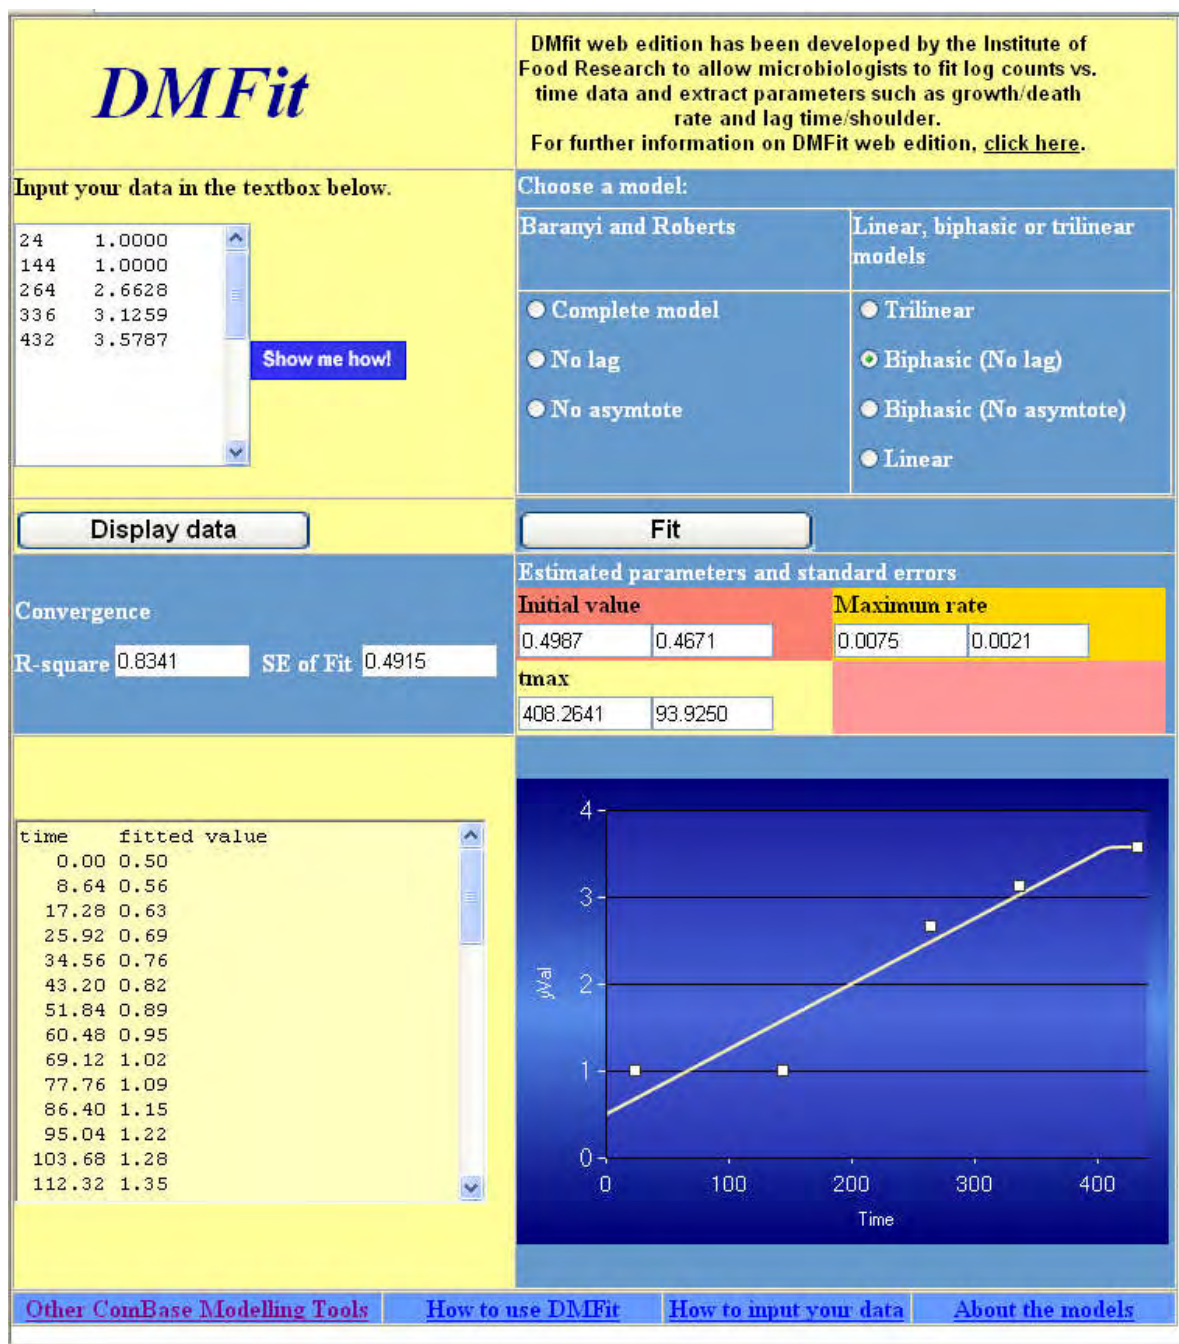 DMFit
DMfit web edition has been developed by the Institute of
Food Research to allow microbiologists to fit log counts vs.
time data and extract parameters such as growth/death
rate and lag time/shoulder.
For further information on DMFit web edition, click here.
Input your data in the textbox below.
24 1.0000
144 1.0000
264 2.6628
336 3.1259
432 3.5787
Show me how!
Choose a model:
Baranyi and Roberts
Linear, biphasic or trilinear
models
Complete model
No lag
No asymtote
Trilinear
Biphasic (No lag)
Biphasic (No asymtote)
Linear
Display data
Fit
Convergence
R-square 0.8341 SE of Fit 0.4915
Estimated parameters and standard errors
Initial value
0.4987 0.4671
Maximum rate
0.0075 0.0021
tmax
408.2641 93.9250
time fitted value
0.00 0.50
8.64 0.56
17.28 0.63
25.92 0.69
34.56 0.76
43.20 0.82
51.84 0.89
60.48 0.95
69.12 1.02
77.76 1.09
86.40 1.15
95.04 1.22
103.68 1.28
112.32 1.35
4
3
2
1
0
yVal
0 100 200 300 400
Time
Other ComBase Modelling Tools
How to use DMFit
How to input your data
About the models